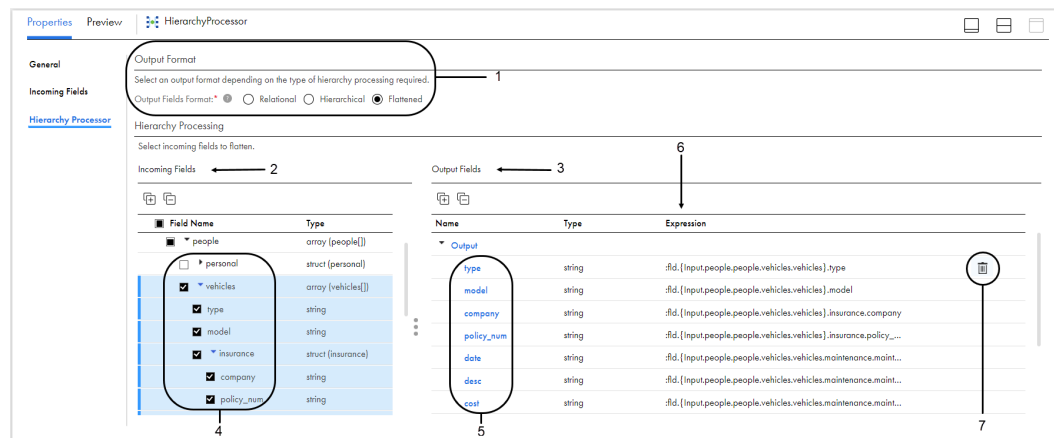 Properties Preview HierarchyProcessor
General
Incoming Fields
Hierarchy Processor
Output Format
Select an output format depending on the type of hierarchy processing required.
1
Output Fields Format:* Relational Hierarchical Flattened
Hierarchy Processing
Select incoming fields to flatten.
6
Incoming Fields 2 Output Fields 3
Field Name Type Name Type Expression
people array (people[]) Output
personal struct (personal) type string :fld.{Input.people.people.vehicles.vehicles}.type
vehicles array (vehicles[]) model string :fld.{Input.people.people.vehicles.vehicles}.model
type string company string :fld.{Input.people.people.vehicles.vehicles}.insurance.company
model string policy_num string :fld.{Input.people.people.vehicles.vehicles}.insurance.policy_...
insurance struct (insurance) date string :fld.{Input.people.people.vehicles.vehicles.maintenance.maint...
company string desc string :fld.{Input.people.people.vehicles.vehicles.maintenance.maint...
policy_num string cost string :fld.{Input.people.people.vehicles.vehicles.maintenance.maint...
4 5 7